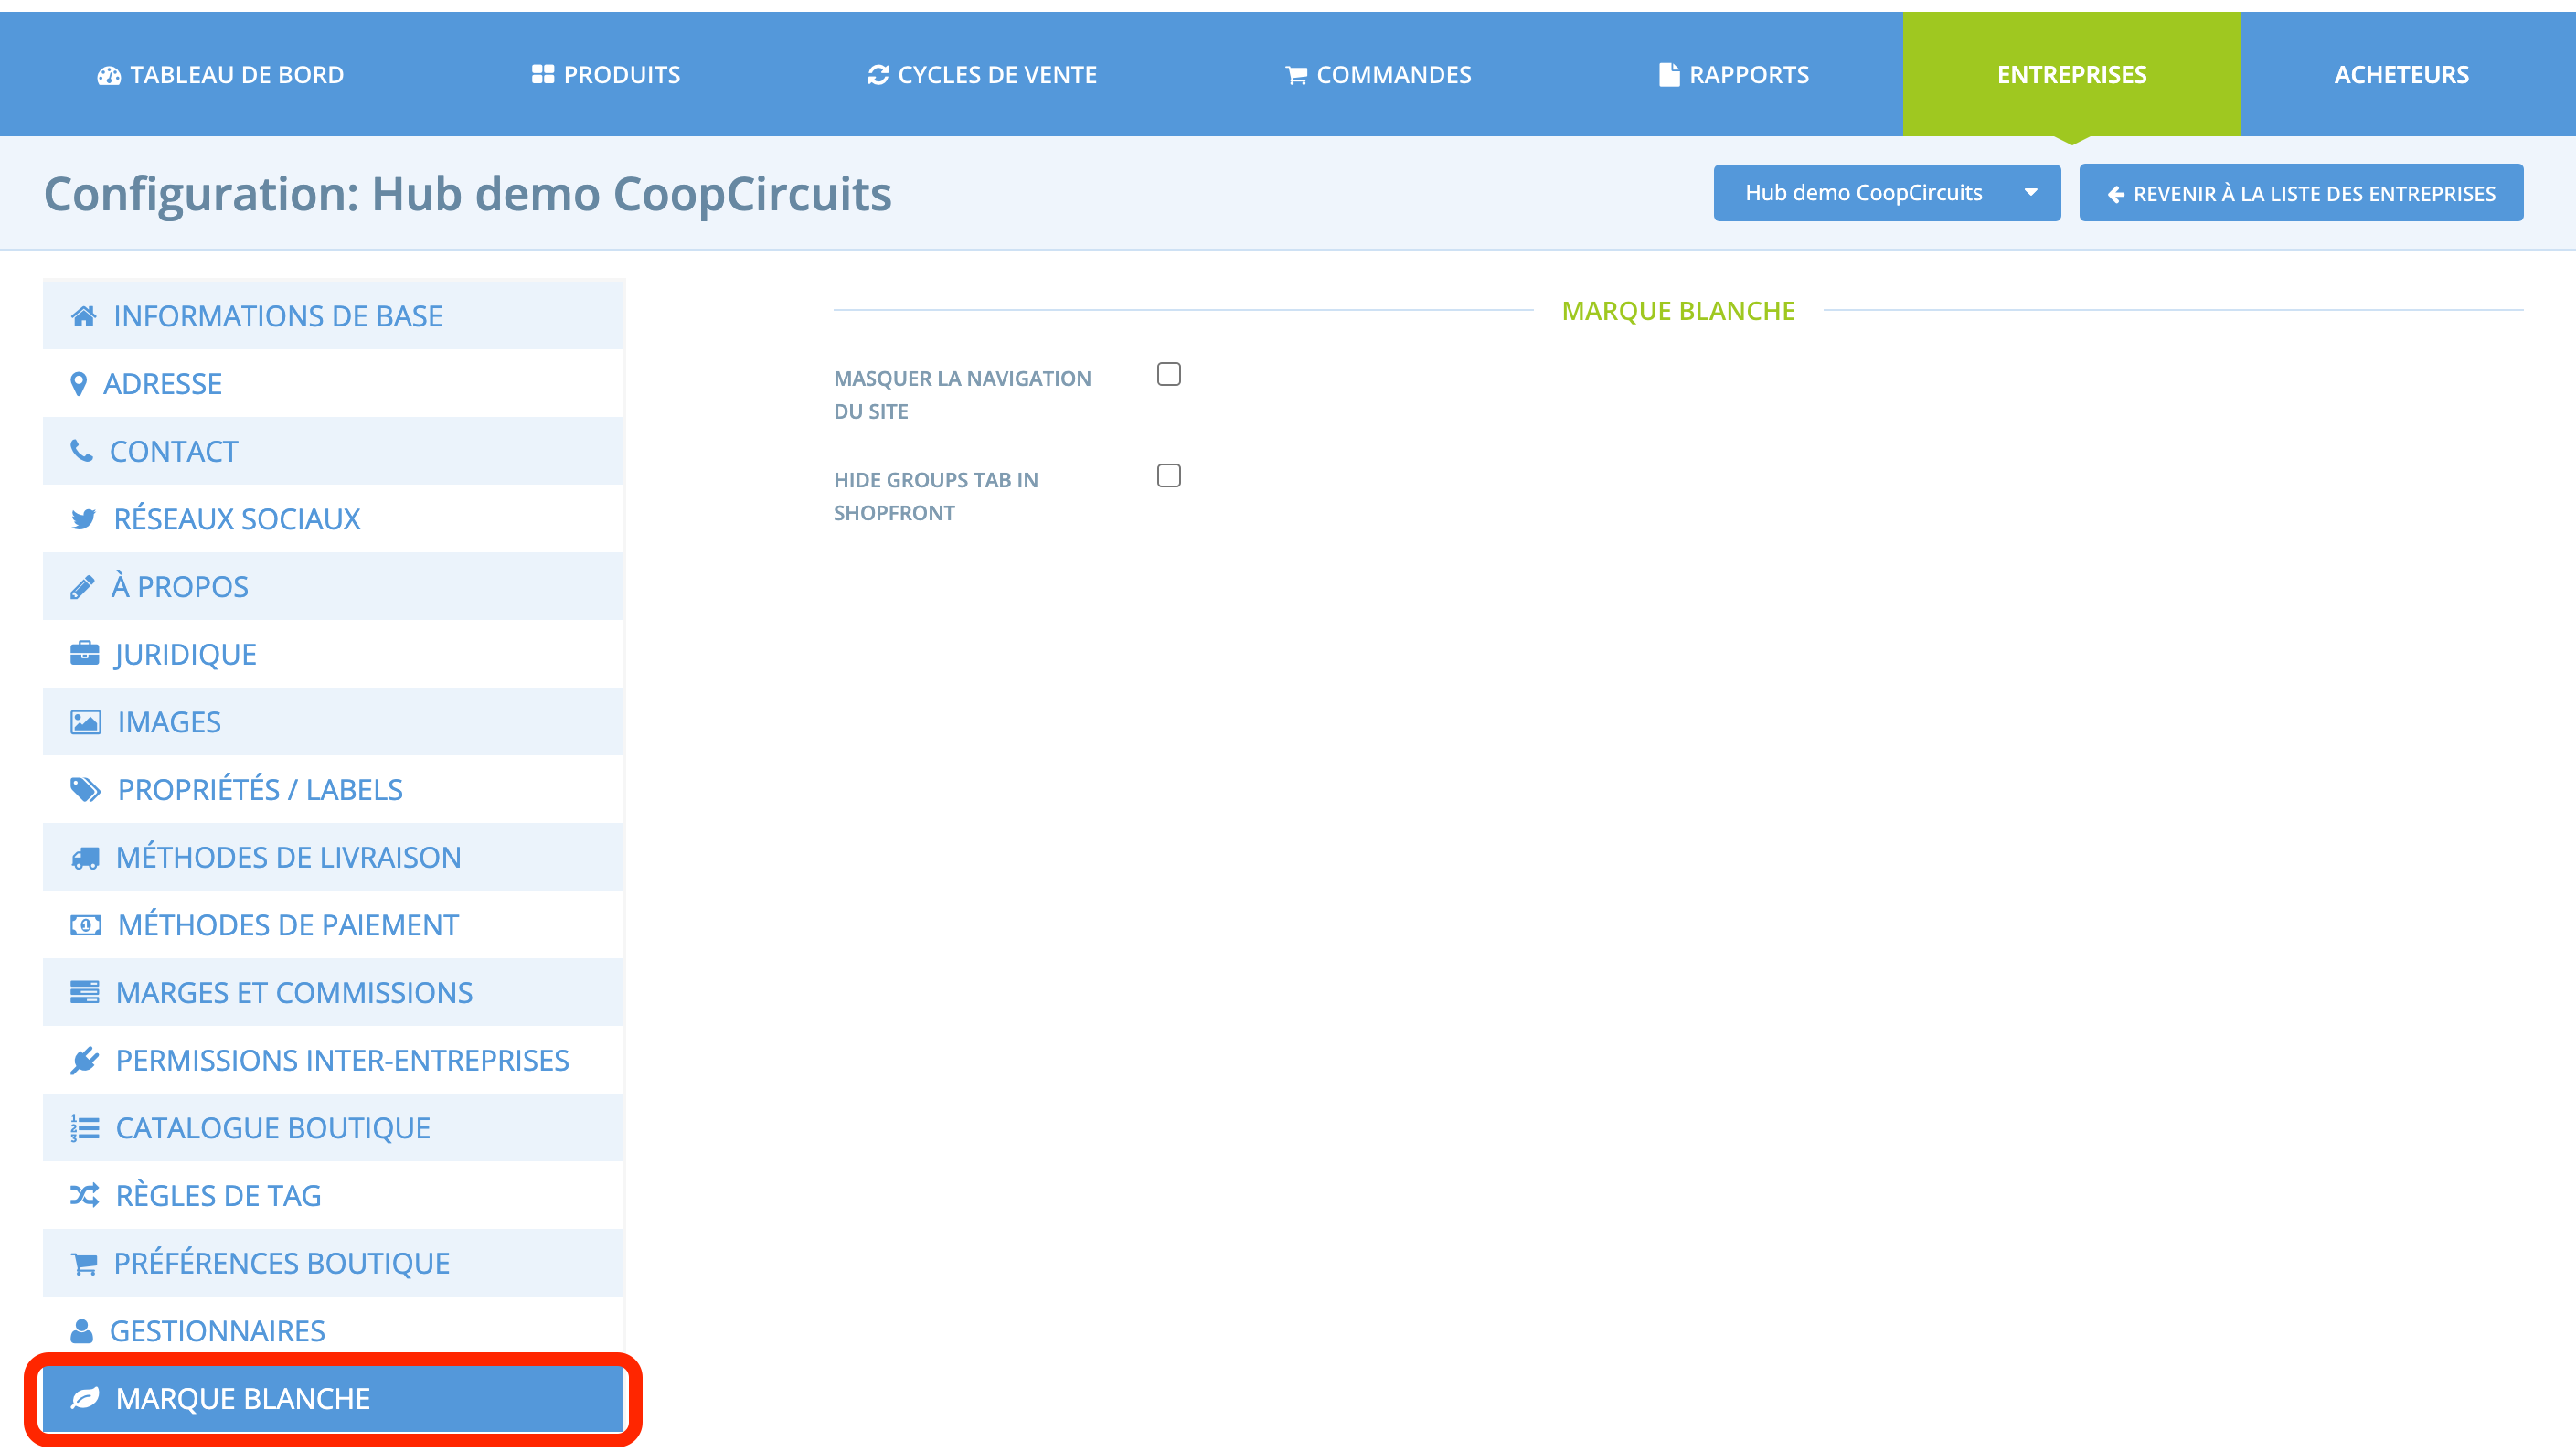 TABLEAU DE BORD
PRODUITS
CYCLES DE VENTE
COMMANDES
RAPPORTS
ENTREPRISES
ACHETEURS
Configuration: Hub demo CoopCircuits
Hub demo CoopCircuits
REVENIR À LA LISTE DES ENTREPRISES
INFORMATIONS DE BASE
ADRESSE
CONTACT
RÉSEAUX SOCIAUX
À PROPOS
JURIDIQUE
IMAGES
PROPRIÉTÉS / LABELS
MÉTHODES DE LIVRAISON
MÉTHODES DE PAIEMENT
MARGES ET COMMISSIONS
PERMISSIONS INTER-ENTREPRISES
CATALOGUE BOUTIQUE
RÈGLES DE TAG
PRÉFÉRENCES BOUTIQUE
GESTIONNAIRES
MARQUE BLANCHE
MARQUE BLANCHE
MASQUER LA NAVIGATION
DU SITE
HIDE GROUPS TAB IN
SHOPFRONT